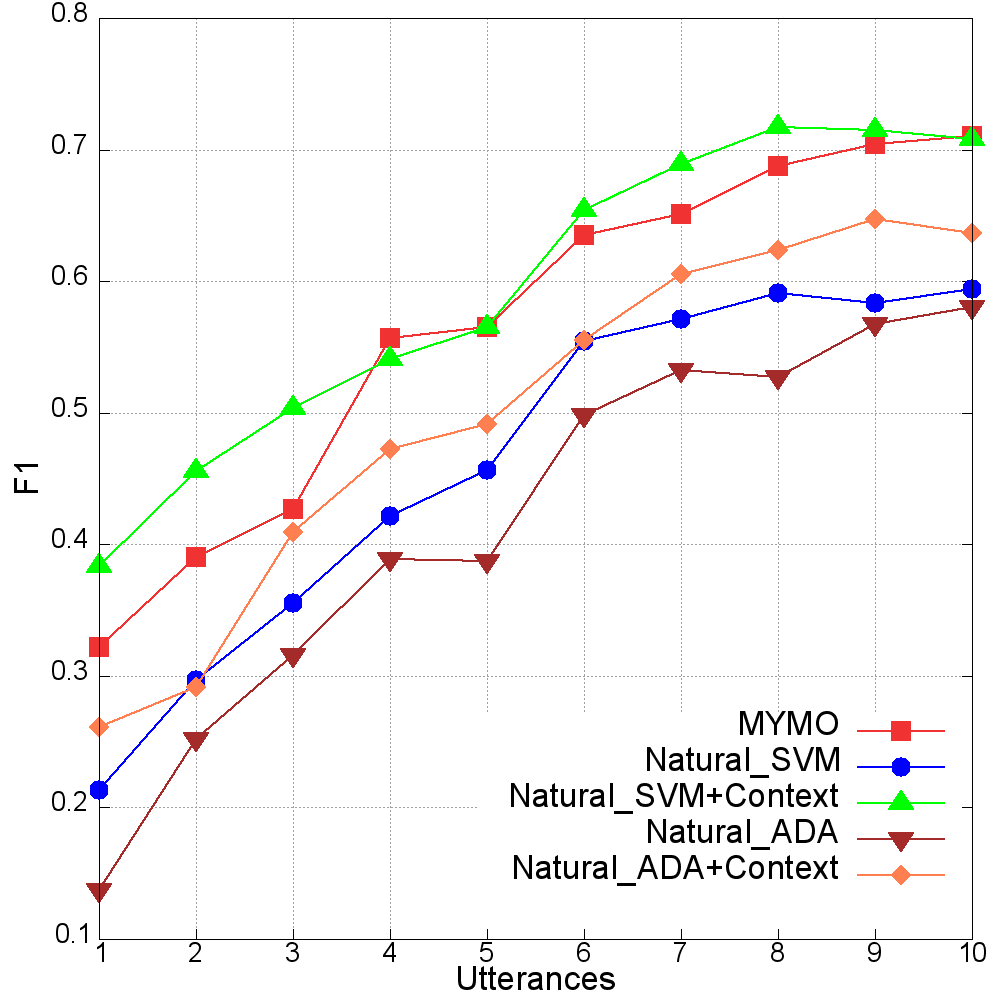 0.8
0.7
0.6
0.5
0.4
0.3
0.2
0.1
F1
MYMO
Natural_SVM
Natural_SVM+Context
Natural_ADA
Natural_ADA+Context
1 2 3 4 5 6 7 8 9 10
Utterances